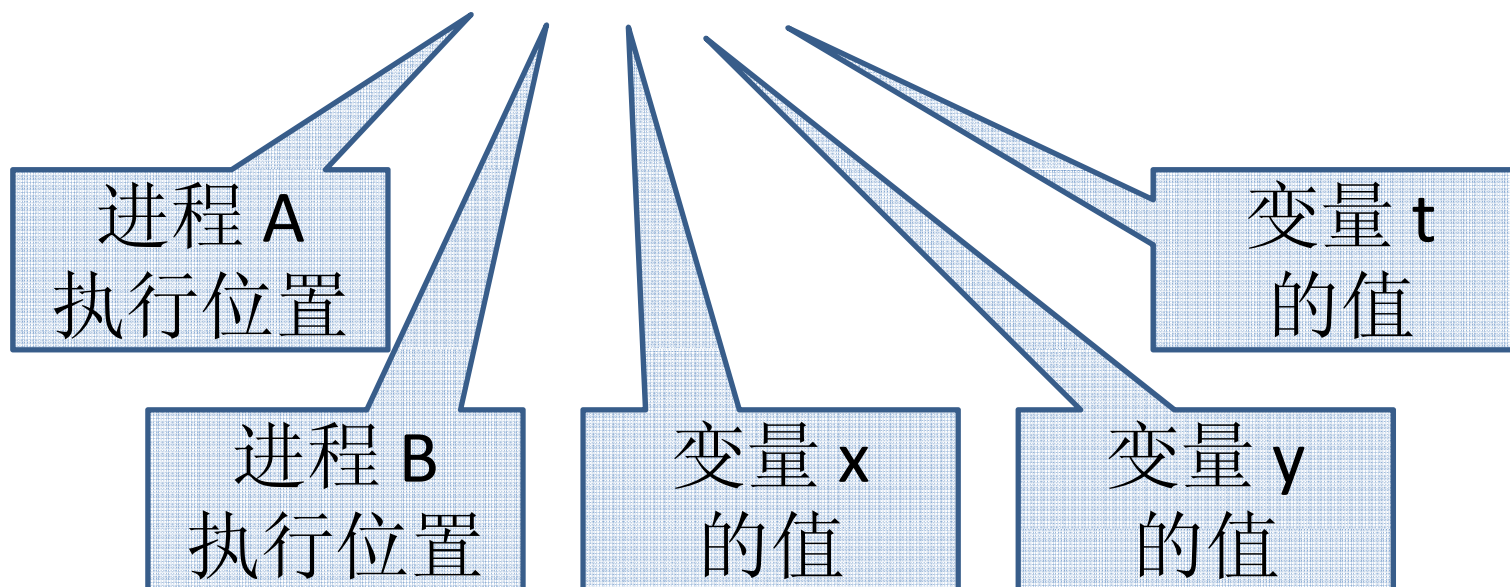 进程 A
执行位置
变量 t
的值
进程 B
执行位置
变量 x
的值
变量 y
的值